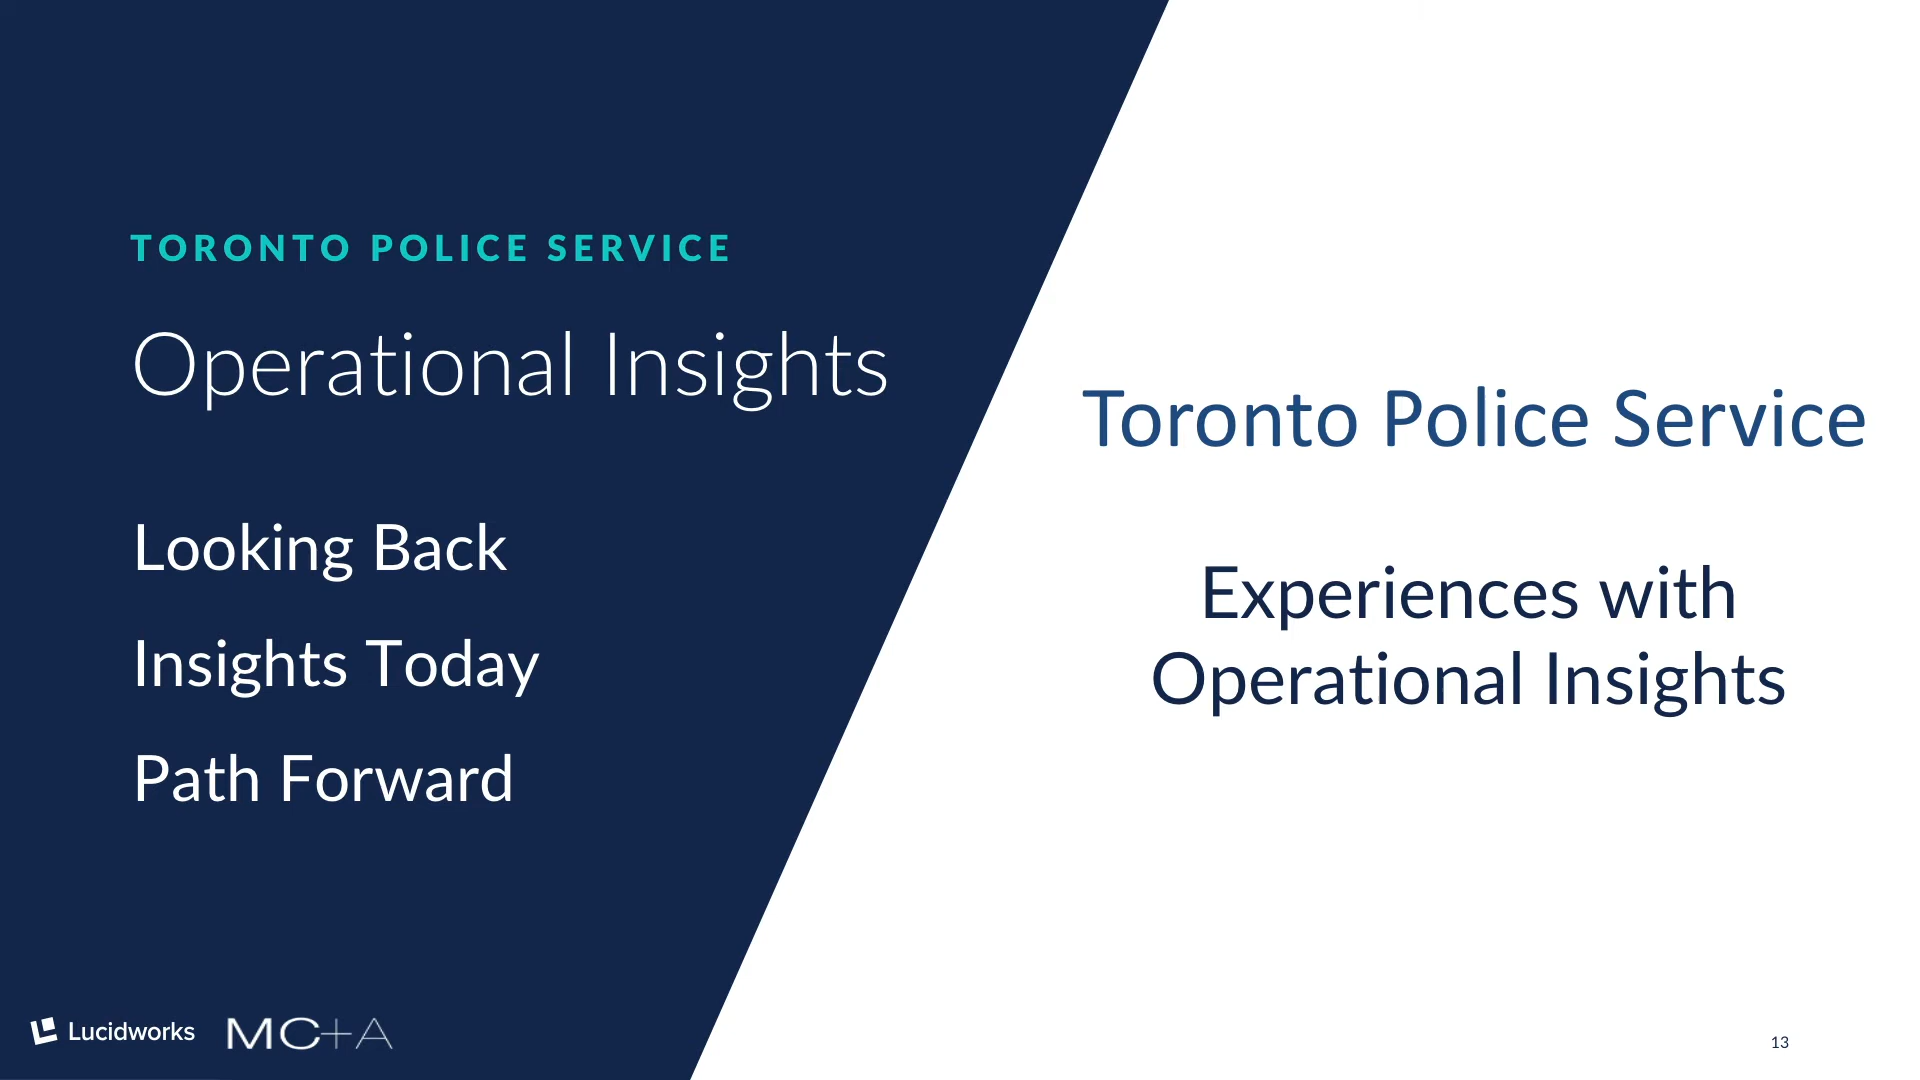 TORONTO POLICE SERVICE
Operational Insights
Looking Back
Insights Today
Path Forward
Toronto Police Service
Experiences with
Operational Insights
Lucidworks
MC+A
13